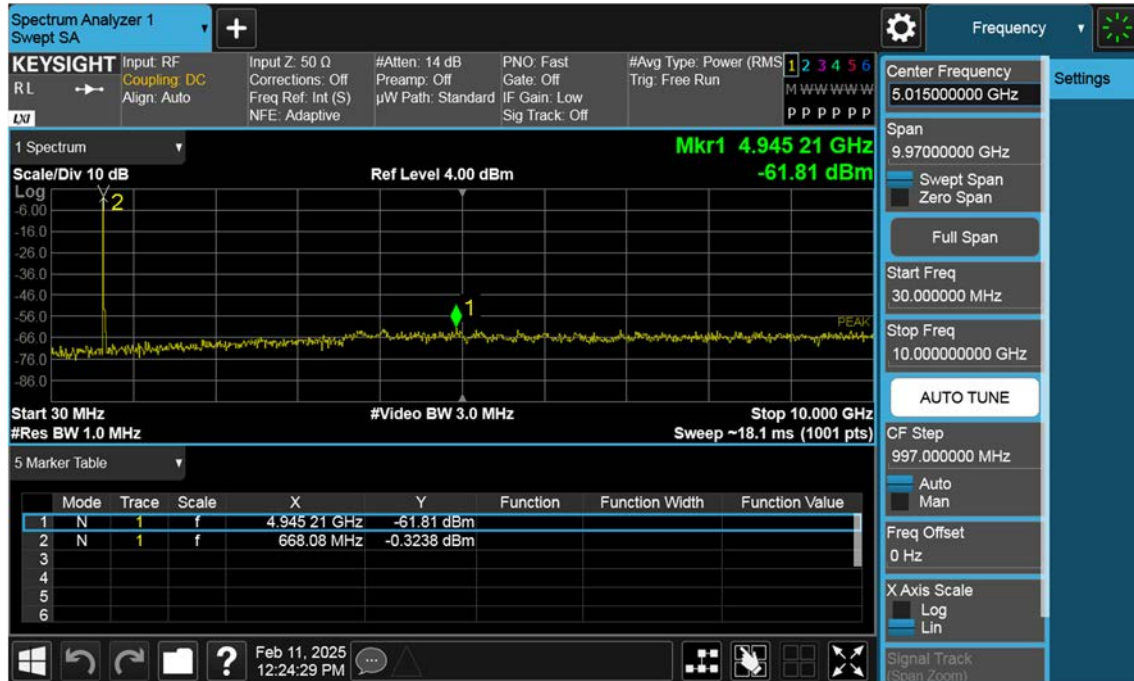 Spectrum Analyzer 1
Swept SA
+
Frequency
KEYSIGHT
RL
LXI
Input: RF
Coupling: DC
Align: Auto
Input Z: 50 Ω
Corrections: Off
Freq Ref: Int (S)
NFE: Adaptive
#Atten: 14 dB
Preamp: Off
µW Path: Standard
PNO: Fast
Gate: Off
IF Gain: Low
Sig Track: Off
#Avg Type: Power (RMS
Trig: Free Run
1 2 3 4 5 6
M W W W W W
P P P P P P
1 Spectrum
Scale/Div 10 dB
Ref Level 4.00 dBm
Mkr1 4.945 21 GHz
-61.81 dBm
Log
-6.00
-16.0
-26.0
-36.0
-46.0
-56.0
-66.0
-76.0
-86.0
2
1
PEAK
Start 30 MHz
#Video BW 3.0 MHz
Stop 10.000 GHz
#Res BW 1.0 MHz
Sweep ~18.1 ms (1001 pts)
5 Marker Table
Mode Trace Scale X Y Function Function Width Function Value
1 N 1 f 4.945 21 GHz -61.81 dBm
2 N 1 f 668.08 MHz -0.3238 dBm
3
4
5
6
?
Feb 11, 2025
12:24:29 PM
Center Frequency
5.015000000 GHz
Span
9.97000000 GHz
Swept Span
Zero Span
Full Span
Start Freq
30.000000 MHz
Stop Freq
10.000000000 GHz
AUTO TUNE
CF Step
997.000000 MHz
Auto
Man
Freq Offset
0 Hz
X Axis Scale
Log
Lin
Signal Track
(Span Zoom)
Settings